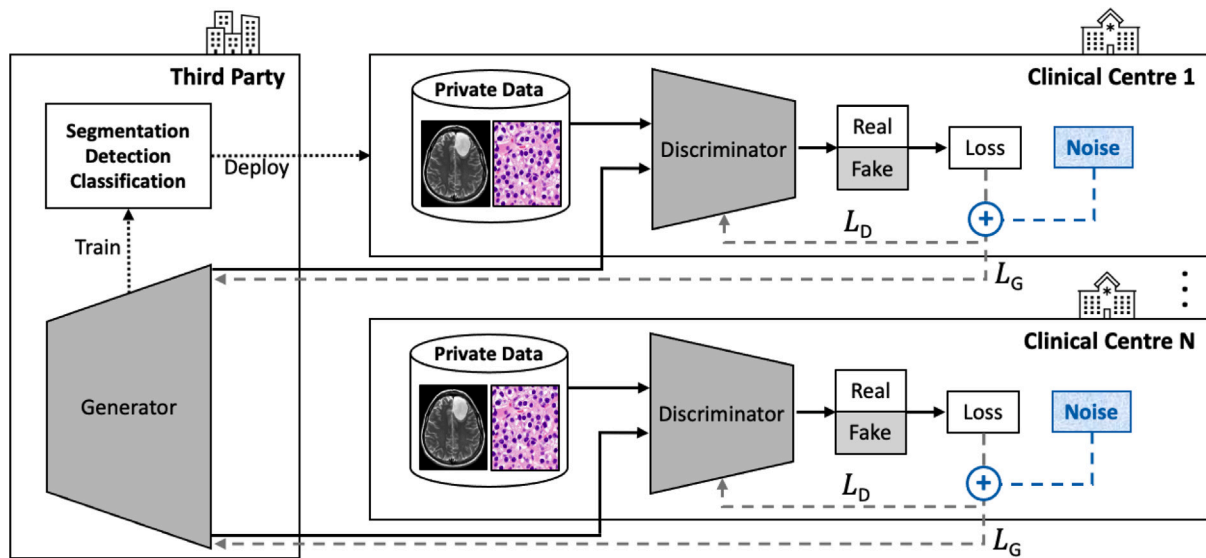 Third Party
Segmentation
Detection
Classification
Deploy
Train
Generator
Clinical Centre 1
Private Data
Discriminator
Real
Fake
Loss
Noise
+
L_D
L_G
Clinical Centre N
Private Data
Discriminator
Real
Fake
Loss
Noise
+
L_D
L_G